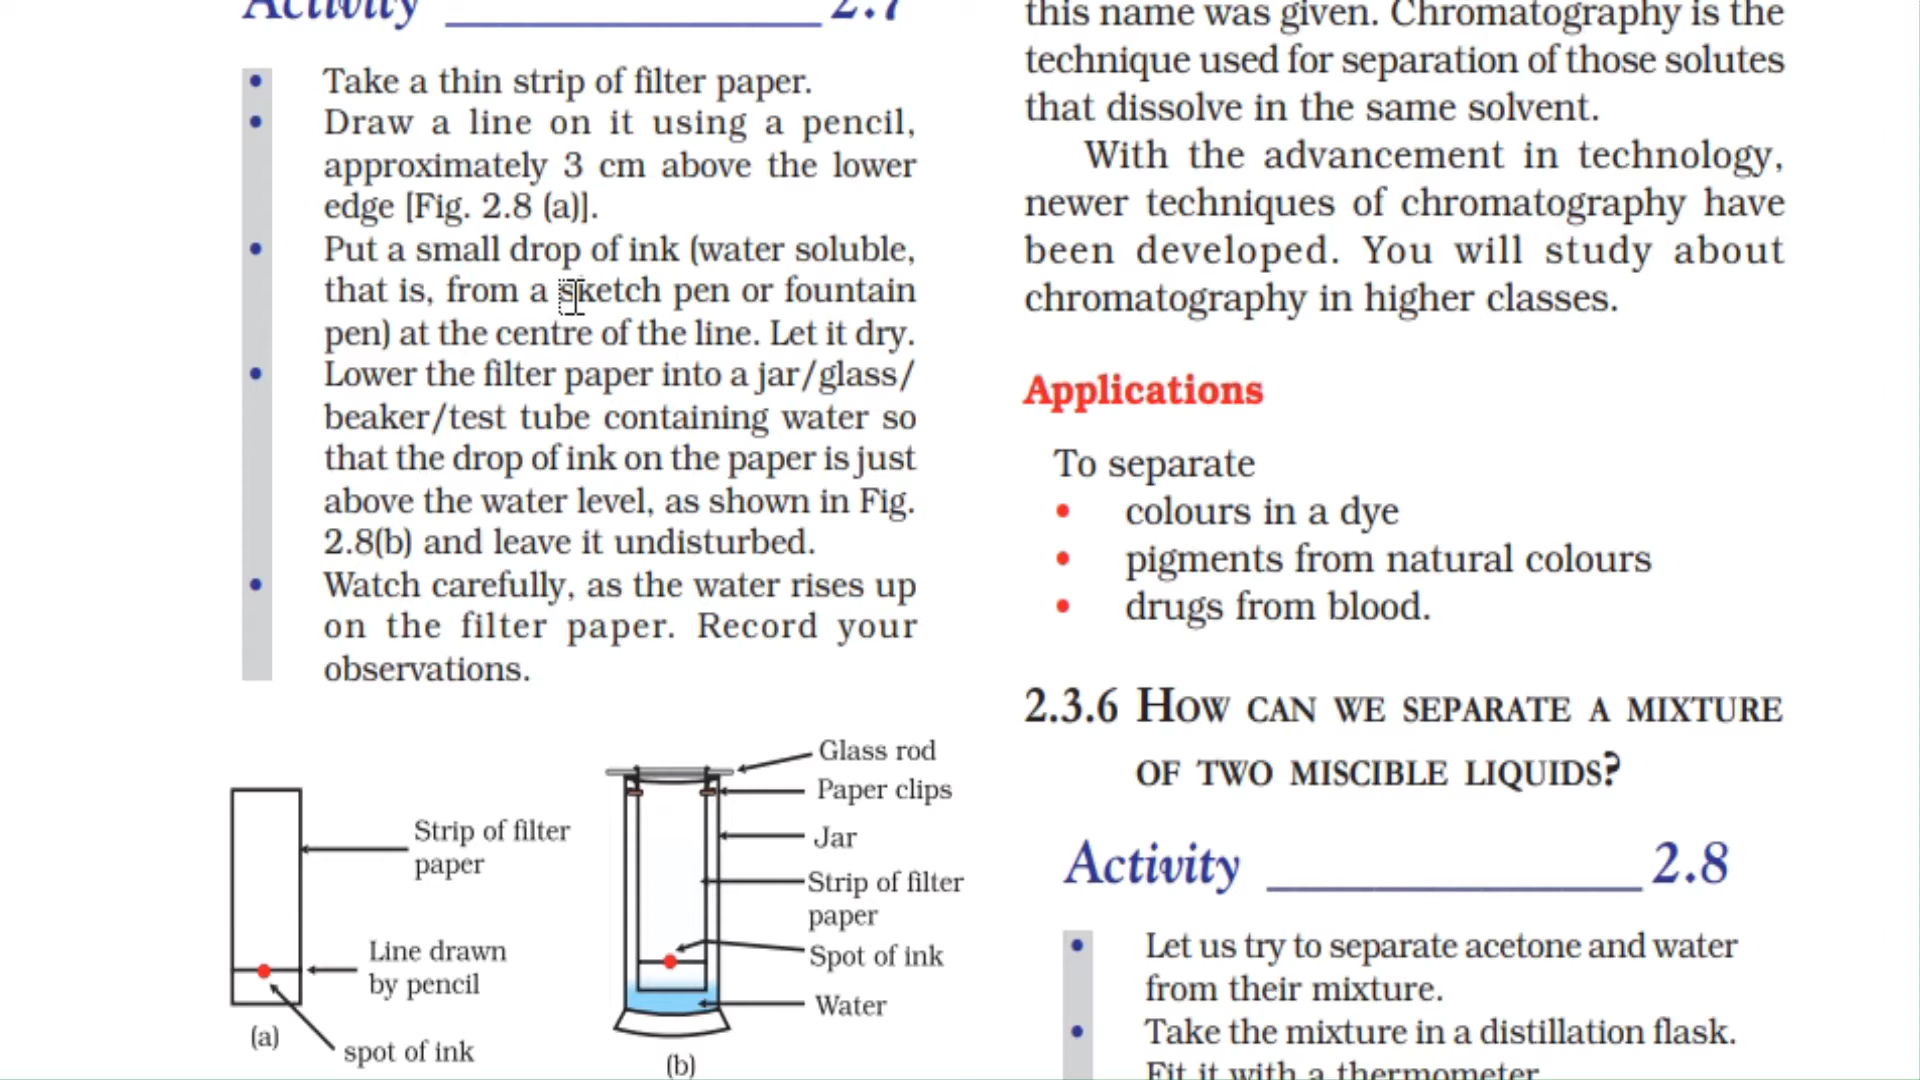 Activity 2.7
Take a thin strip of filter paper.
Draw a line on it using a pencil,
approximately 3 cm above the lower
edge [Fig. 2.8 (a)].
Put a small drop of ink (water soluble,
that is, from a sketch pen or fountain
pen) at the centre of the line. Let it dry.
Lower the filter paper into a jar/glass/
beaker/test tube containing water so
that the drop of ink on the paper is just
above the water level, as shown in Fig.
2.8(b) and leave it undisturbed.
Watch carefully, as the water rises up
on the filter paper. Record your
observations.
Strip of filter
paper
Line drawn
by pencil
spot of ink
(a)
Glass rod
Paper clips
Jar
Strip of filter
paper
Spot of ink
Water
(b)
this name was given. Chromatography is the
technique used for separation of those solutes
that dissolve in the same solvent.
With the advancement in technology,
newer techniques of chromatography have
been developed. You will study about
chromatography in higher classes.
Applications
To separate
• colours in a dye
• pigments from natural colours
• drugs from blood.
2.3.6 HOW CAN WE SEPARATE A MIXTURE
OF TWO MISCIBLE LIQUIDS?
Activity 2.8
• Let us try to separate acetone and water
from their mixture.
• Take the mixture in a distillation flask.
Fit it with a thermometer